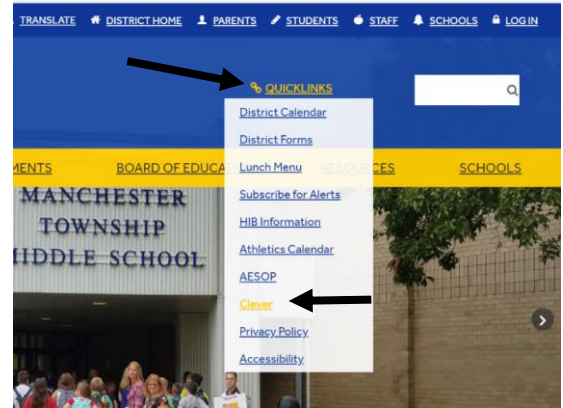 TRANSLATE DISTRICT HOME PARENTS STUDENTS STAFF SCHOOLS LOG IN
QUICKLINKS
District Calendar
District Forms
Lunch Menu
Subscribe for Alerts
HIB Information
Athletics Calendar
AESOP
Clever
Privacy Policy
Accessibility
MENTS BOARD OF EDUCA RESOURCES SCHOOLS
MANCHESTER
TOWNSHIP
MIDDLE SCHOOL